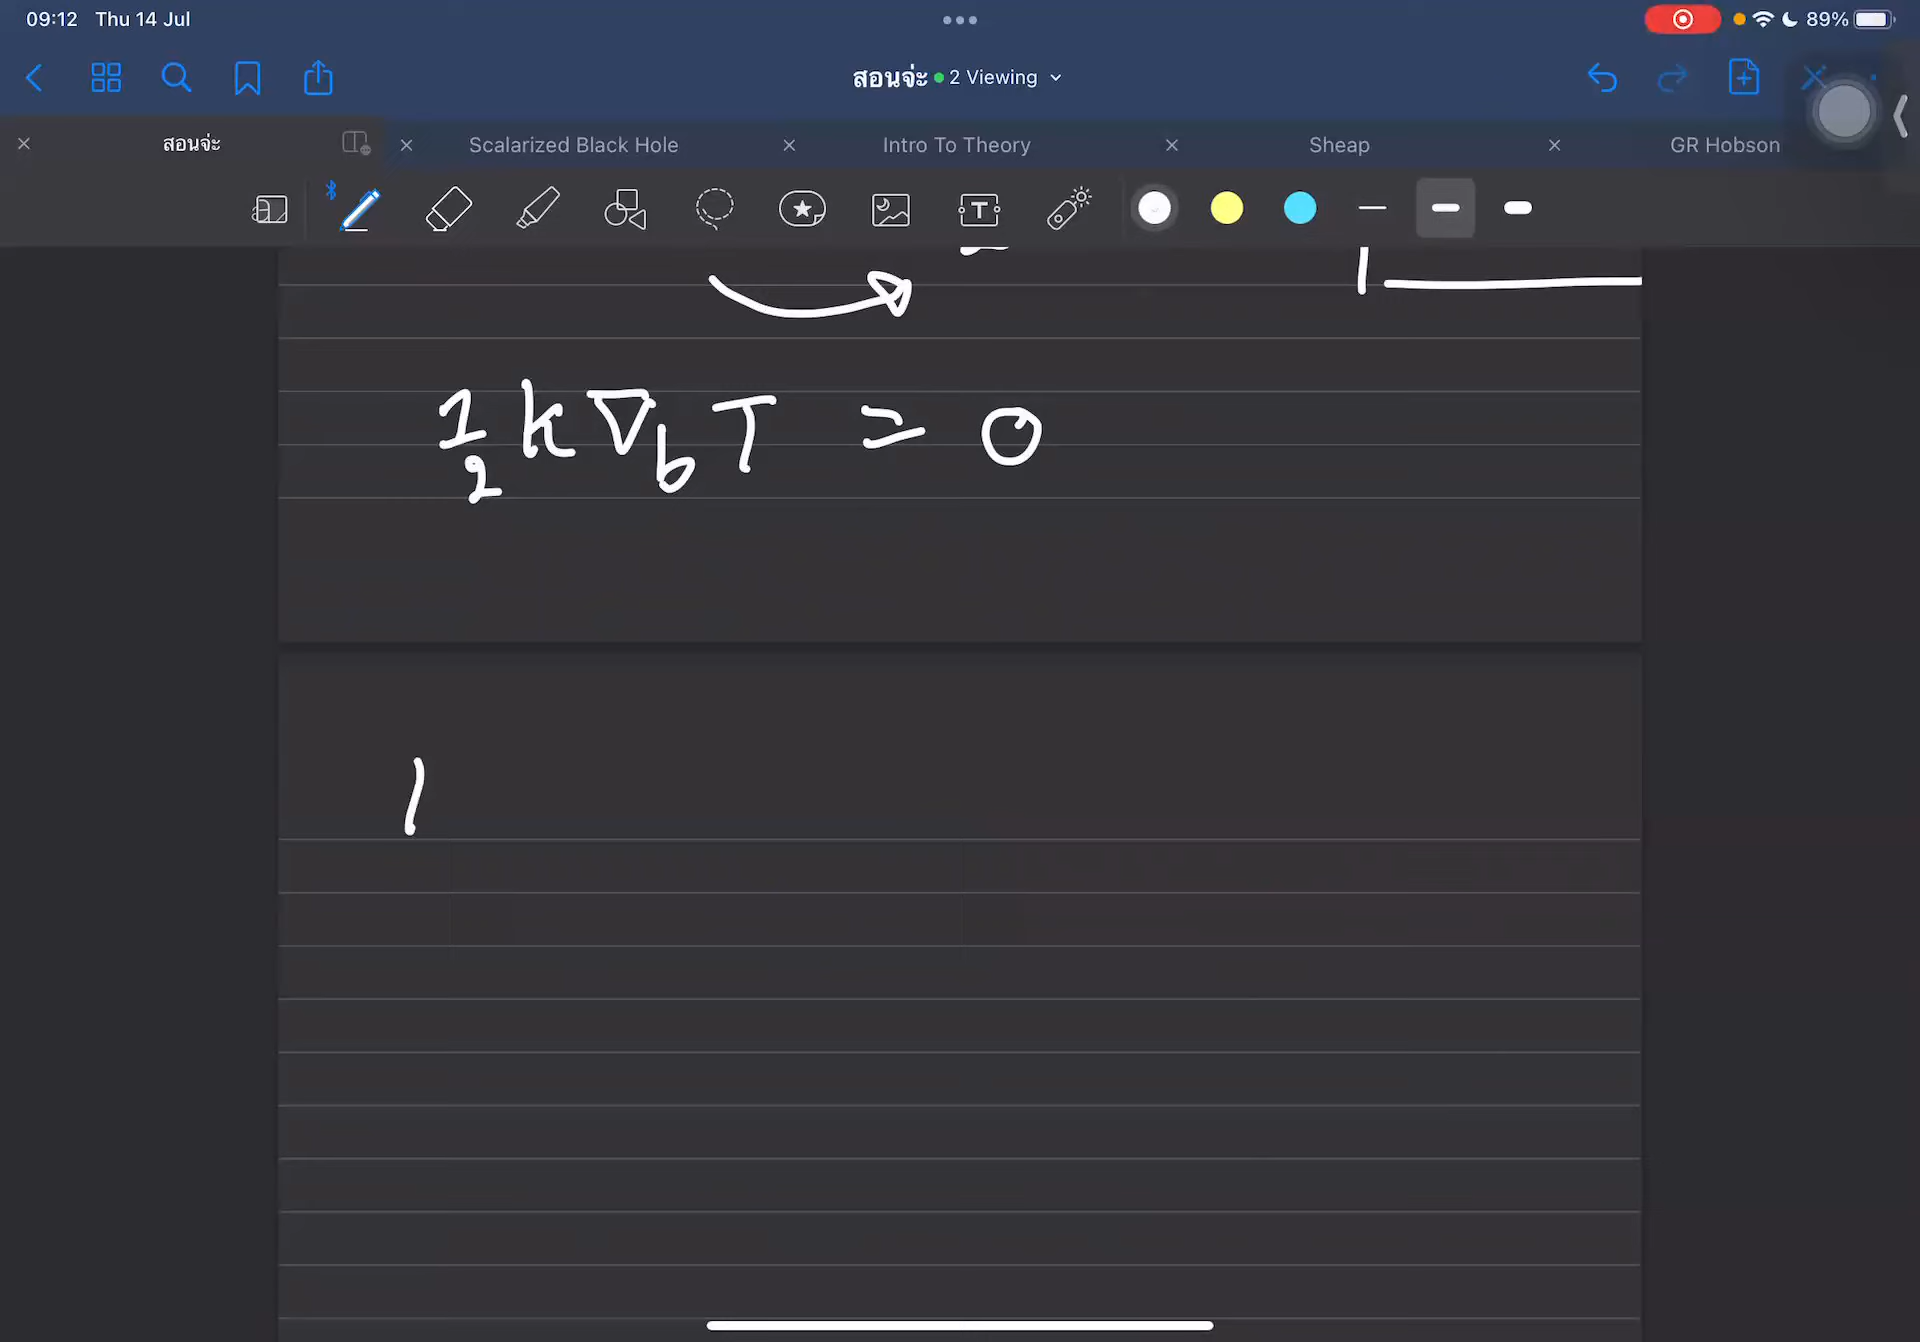 09:12 Thu 14 Jul
89%
สอนจ่ะ 2 Viewing
สอนจ่ะ Scalarized Black Hole Intro To Theory Sheap GR Hobson
T
1/2 k ∇_b T = 0